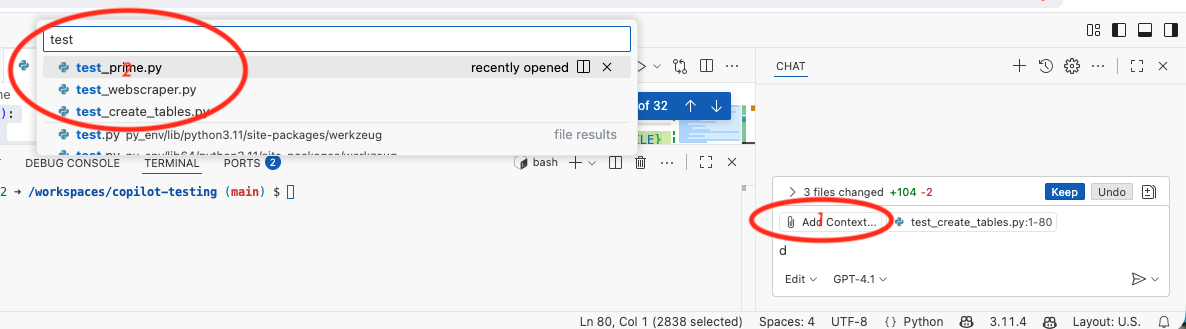 test
test_prime.py recently opened
2
test_webscraper.py
test_create_tables.py
test.py py_env/lib/python3.11/site-packages/werkzeug file results
test.py py_env/lib64/python3.11/site-packages/werkzeug
):
of 32
CHAT
DEBUG CONSOLE TERMINAL PORTS 2
bash
2 → /workspaces/copilot-testing (main) $
3 files changed +104 -2 Keep Undo
Add Context... test_create_tables.py:1-80
1
d
Edit GPT-4.1
Ln 80, Col 1 (2838 selected) Spaces: 4 UTF-8 { } Python 3.11.4 Layout: U.S.